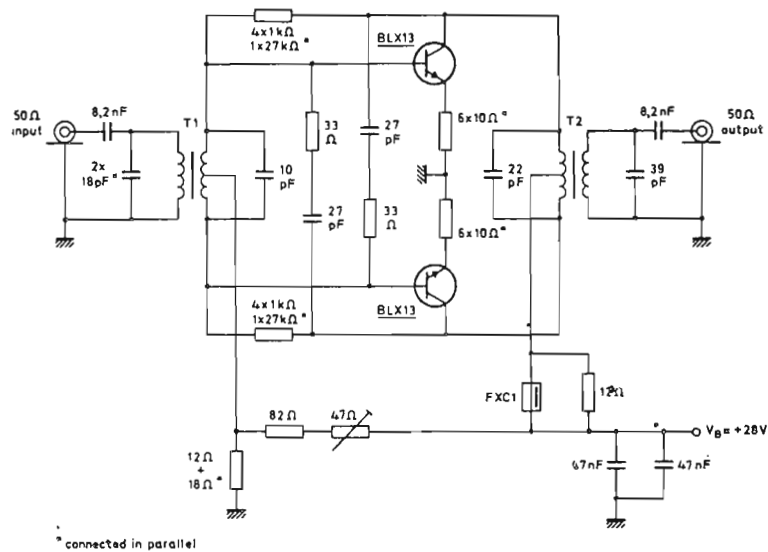 4x1kΩ
1x27kΩ*
BLX13
50Ω
input
8,2nF
T1
2x
18pF*
10
pF
33
Ω
27
pF
27
pF
33
Ω
6x10Ω*
6x10Ω*
22
pF
T2
8,2nF
50Ω
output
39
pF
4x1kΩ
1x27kΩ*
BLX13
FXC1
12Ω
82Ω
47Ω
V_B = +28V
47nF
47nF
12Ω
+
18Ω*
* connected in parallel